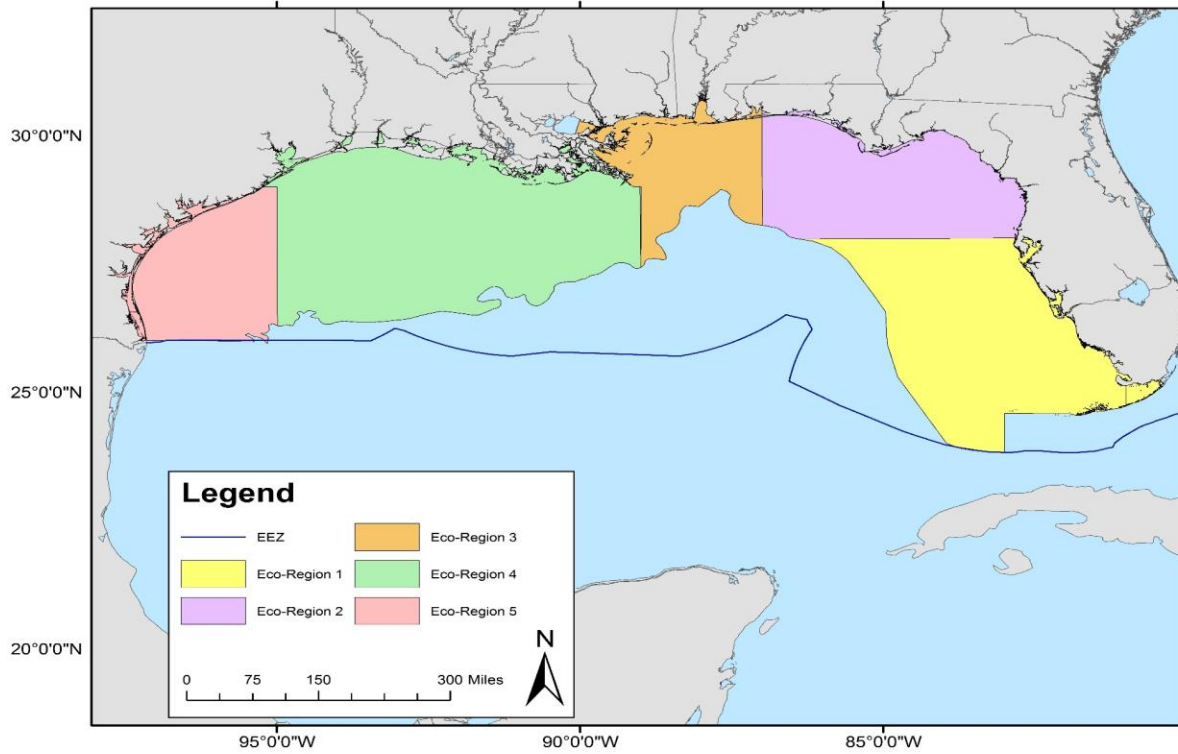 30°0'0"N
25°0'0"N
20°0'0"N
Legend
EEZ
Eco-Region 1
Eco-Region 2
Eco-Region 3
Eco-Region 4
Eco-Region 5
0 75 150 300 Miles
N
95°0'0"W 90°0'0"W 85°0'0"W